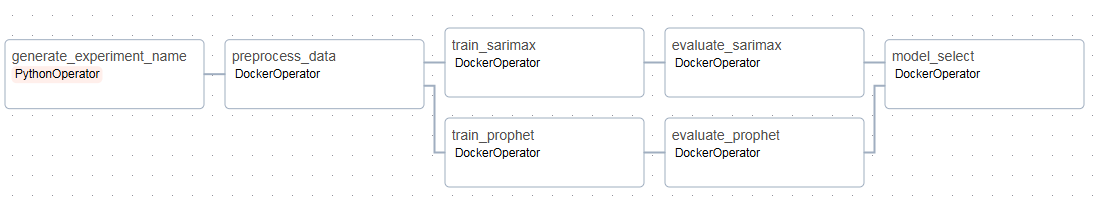 generate_experiment_name
PythonOperator
preprocess_data
DockerOperator
train_sarimax
DockerOperator
evaluate_sarimax
DockerOperator
model_select
DockerOperator
train_prophet
DockerOperator
evaluate_prophet
DockerOperator